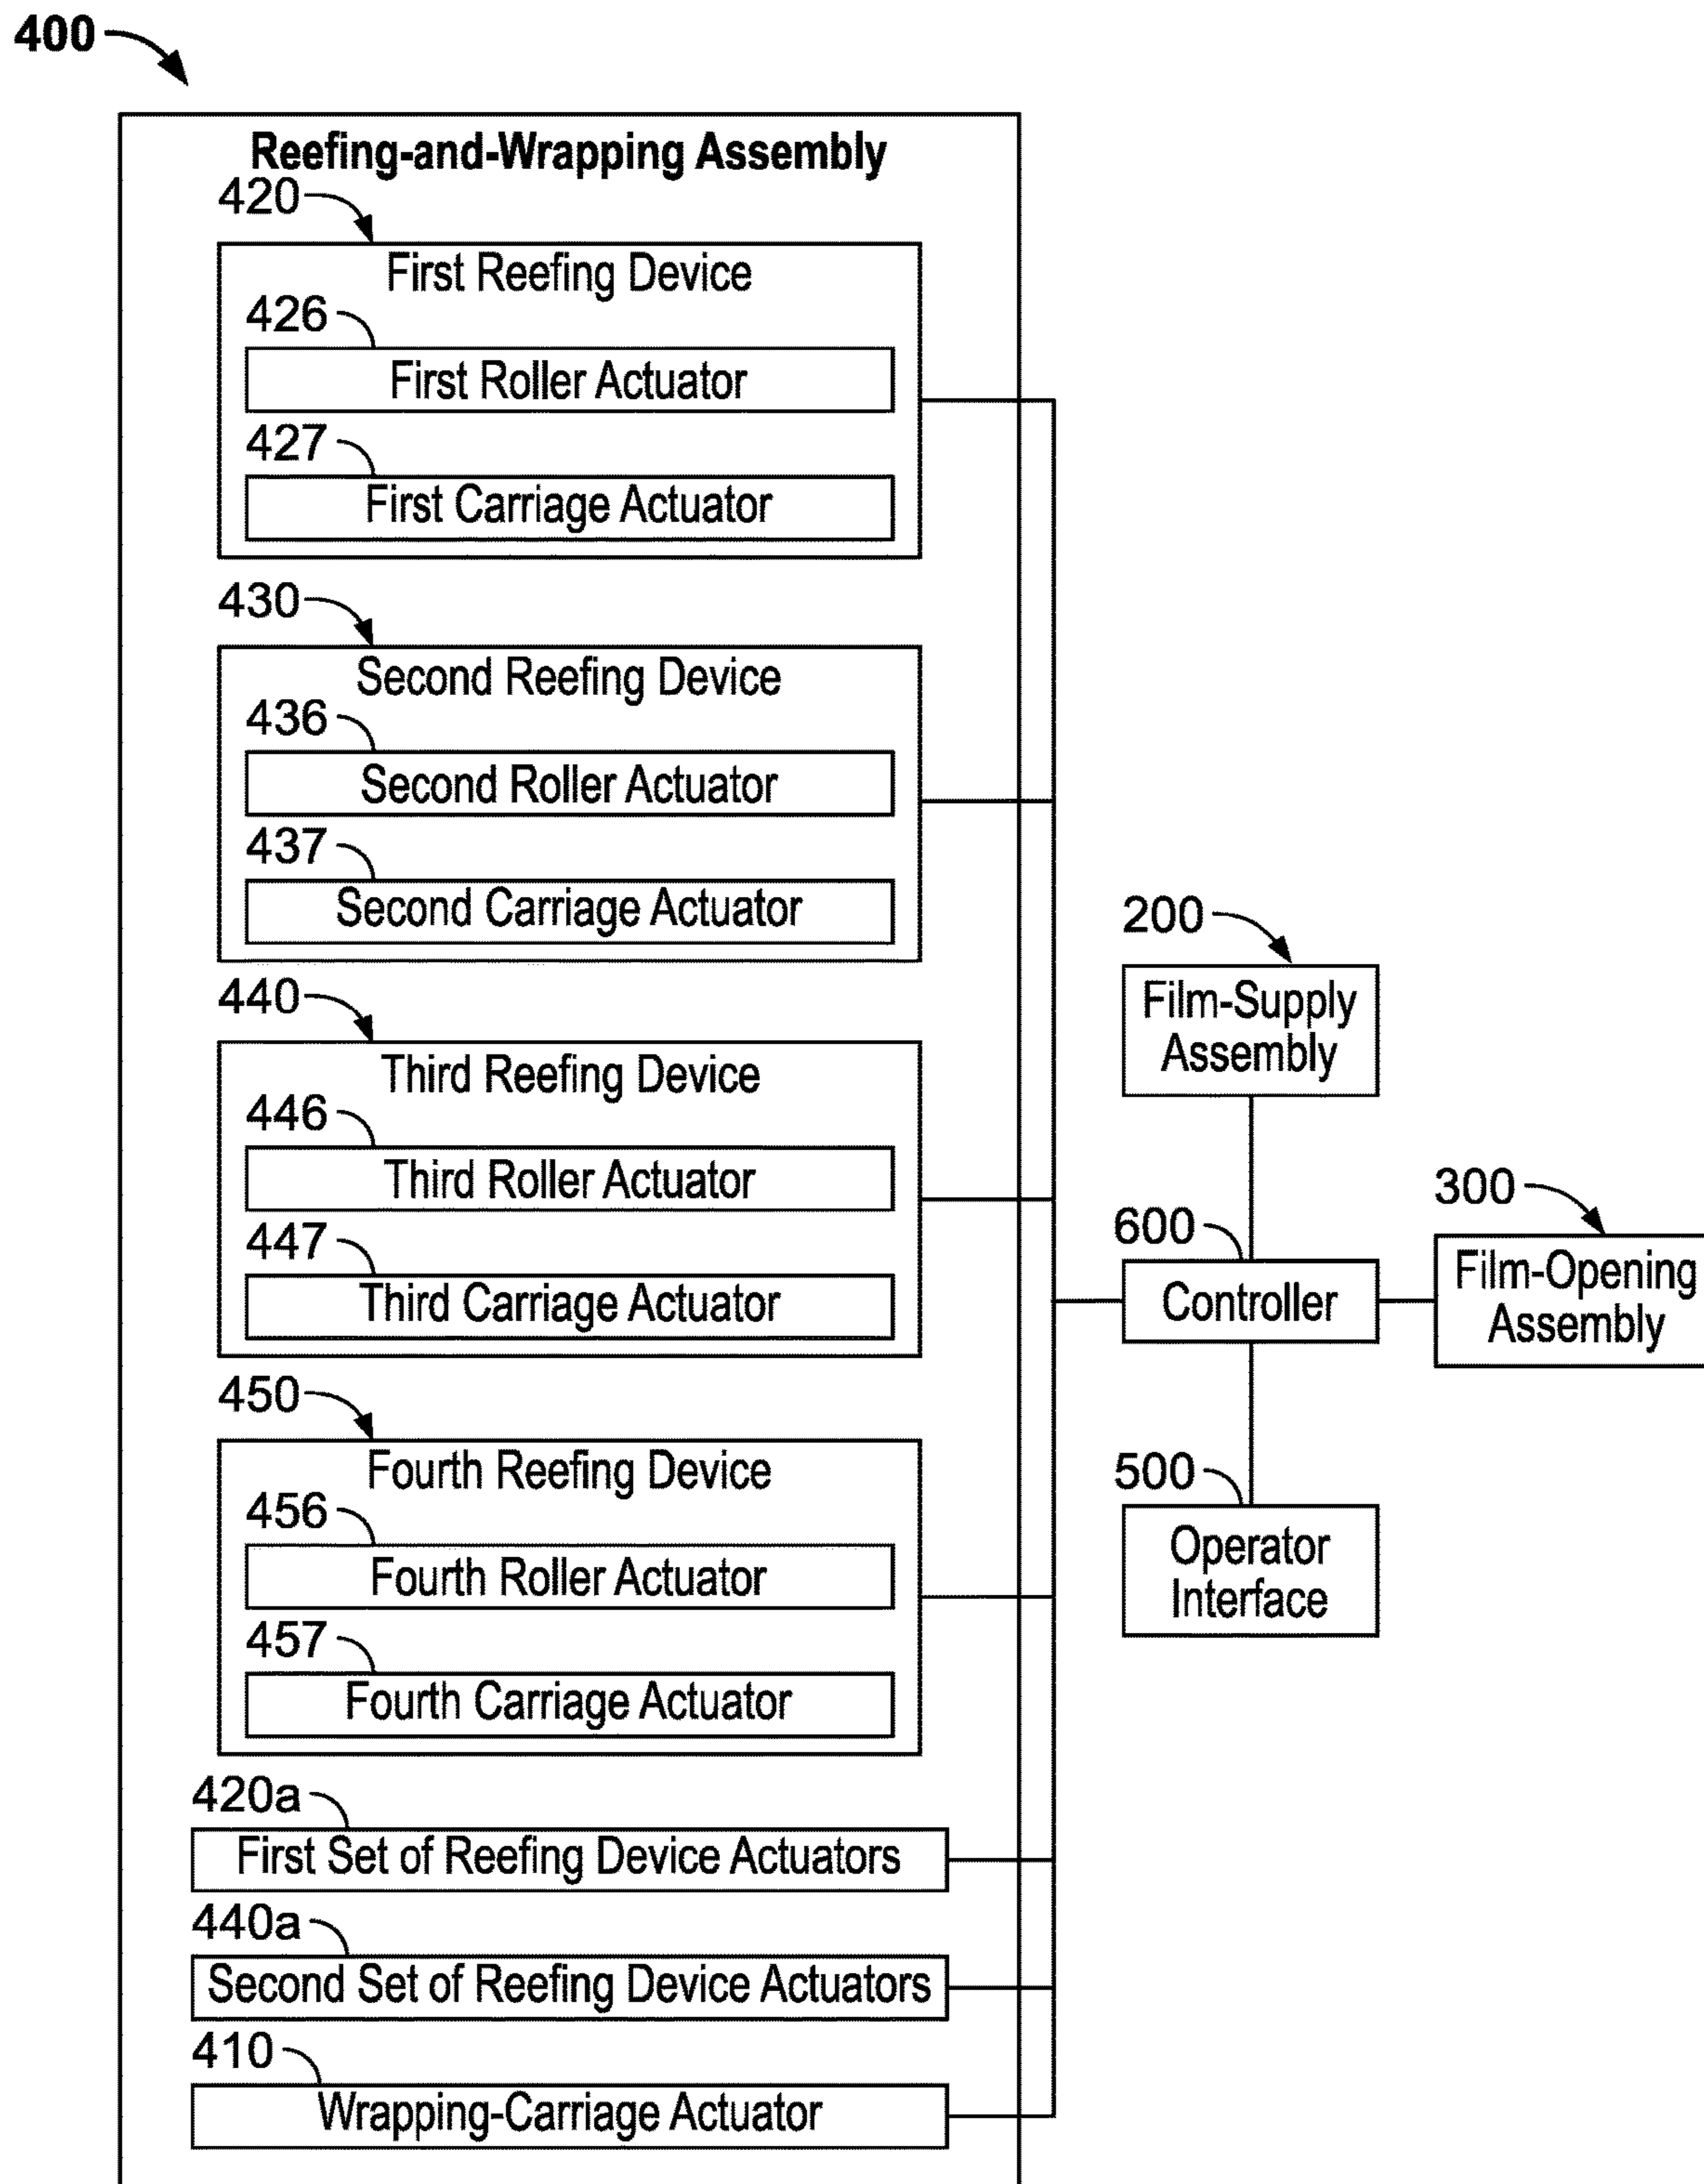 400
Reefing-and-Wrapping Assembly
420
First Reefing Device
426
First Roller Actuator
427
First Carriage Actuator
430
Second Reefing Device
436
Second Roller Actuator
437
Second Carriage Actuator
440
Third Reefing Device
446
Third Roller Actuator
447
Third Carriage Actuator
450
Fourth Reefing Device
456
Fourth Roller Actuator
457
Fourth Carriage Actuator
420a
First Set of Reefing Device Actuators
440a
Second Set of Reefing Device Actuators
410
Wrapping-Carriage Actuator
200
Film-Supply
Assembly
600
Controller
300
Film-Opening
Assembly
500
Operator
Interface